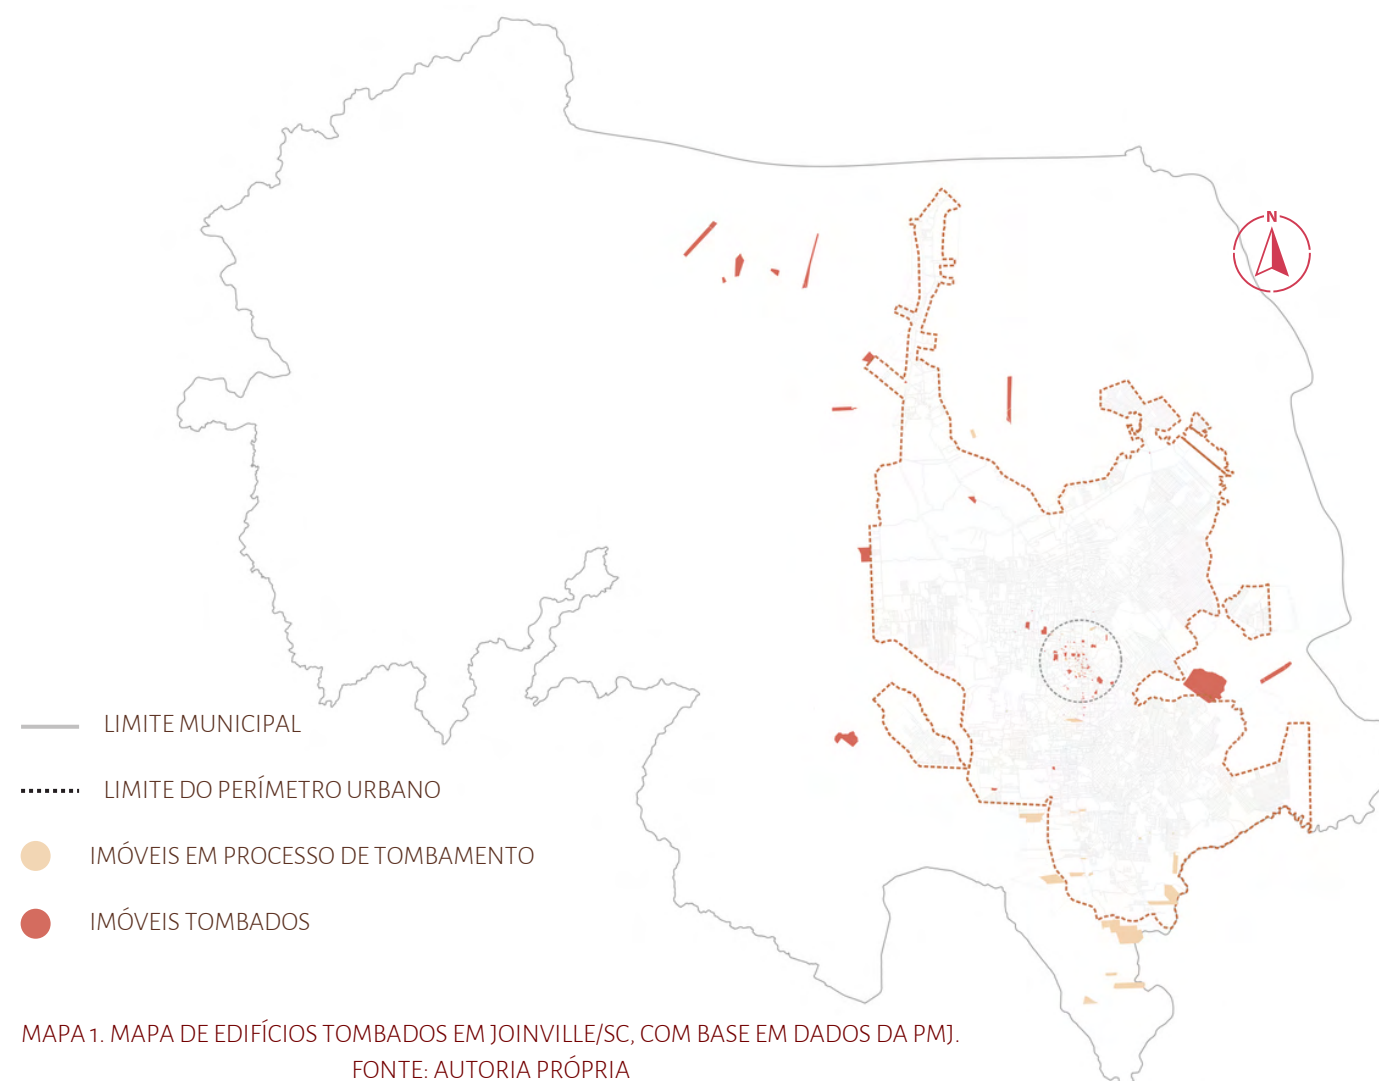 N
LIMITE MUNICIPAL
LIMITE DO PERÍMETRO URBANO
IMÓVEIS EM PROCESSO DE TOMBAMENTO
IMÓVEIS TOMBADOS
MAPA 1. MAPA DE EDIFÍCIOS TOMBADOS EM JOINVILLE/SC, COM BASE EM DADOS DA PMJ.
FONTE: AUTORIA PRÓPRIA